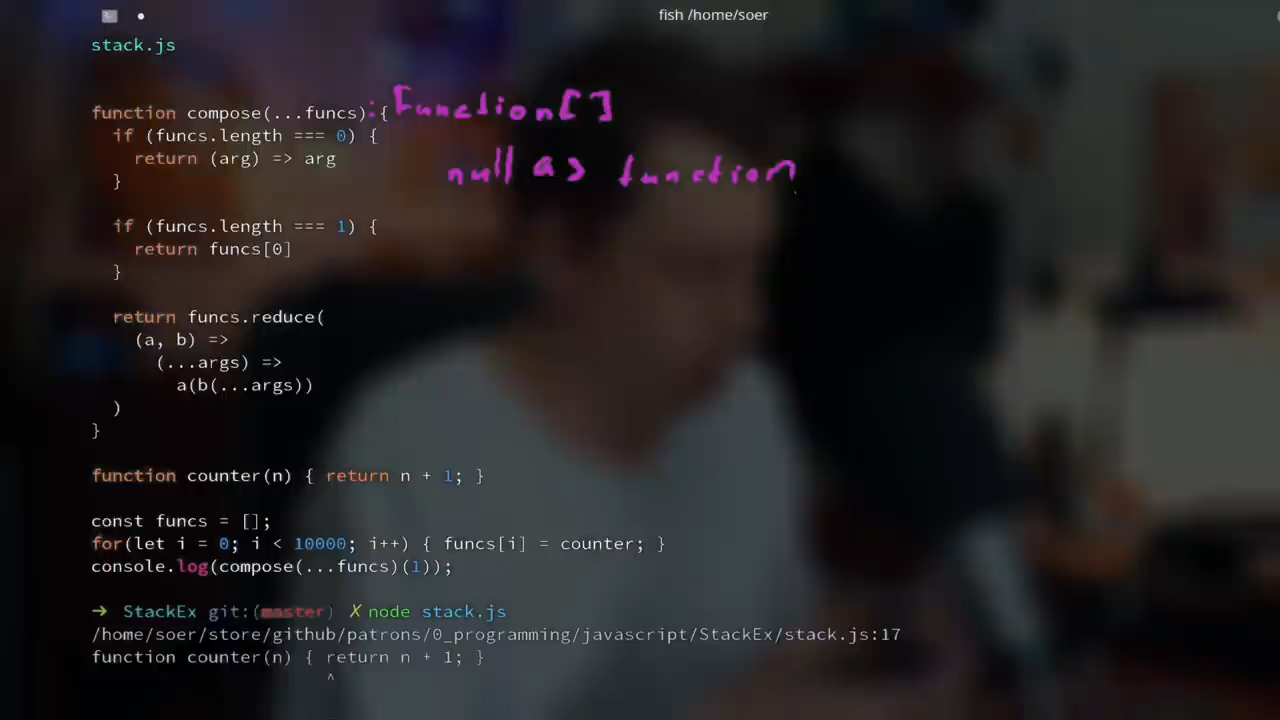 fish /home/soer
stack.js
function compose(...funcs) {
: Function[]
if (funcs.length === 0) {
return (arg) => arg
null as function
}
if (funcs.length === 1) {
return funcs[0]
}
return funcs.reduce(
(a, b) =>
(...args) =>
a(b(...args))
)
}
function counter(n) { return n + 1; }
const funcs = [];
for(let i = 0; i < 10000; i++) { funcs[i] = counter; }
console.log(compose(...funcs)(1));
➜ StackEx git:(master) ✗ node stack.js
/home/soer/store/github/patrons/0_programming/javascript/StackEx/stack.js:17
function counter(n) { return n + 1; }
^